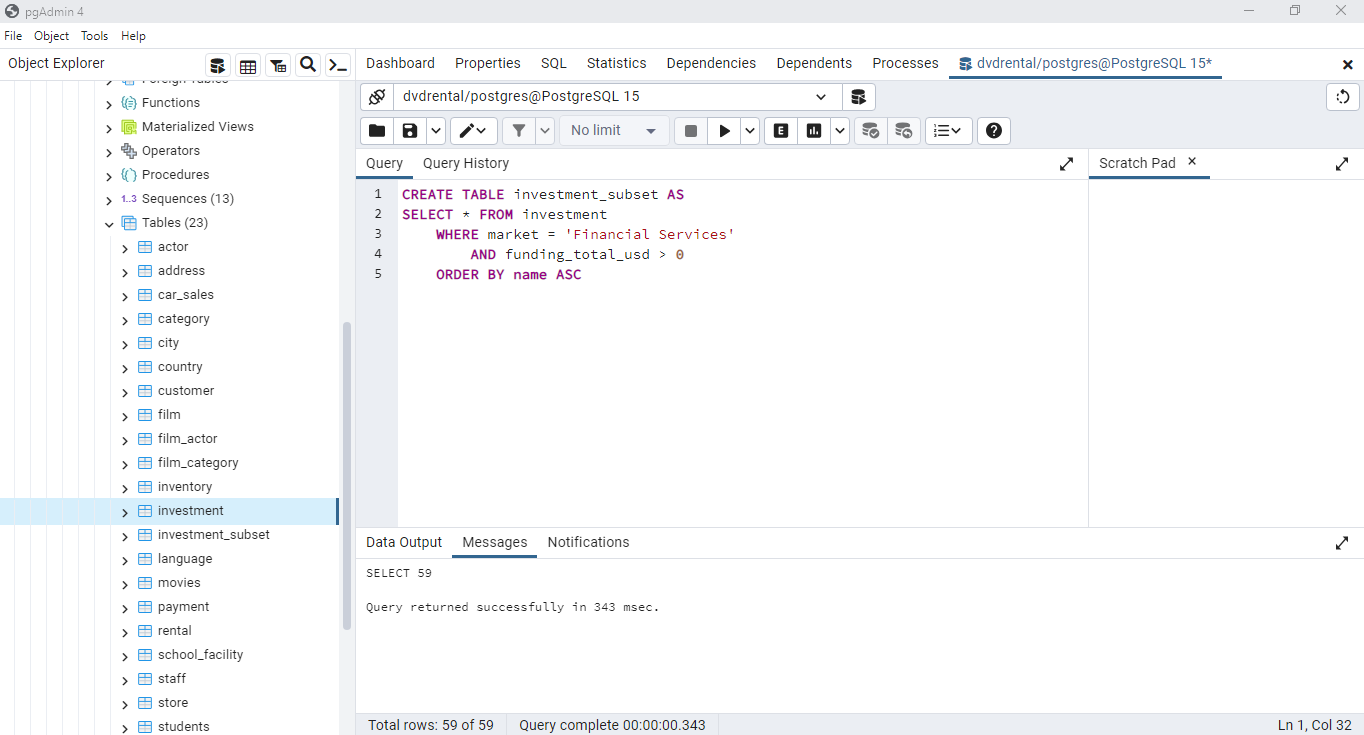 pgAdmin 4
File Object Tools Help
Object Explorer
Dashboard Properties SQL Statistics Dependencies Dependents Processes dvdrental/postgres@PostgreSQL 15*
Foreign Tables
Functions
Materialized Views
Operators
Procedures
1..3 Sequences (13)
Tables (23)
actor
address
car_sales
category
city
country
customer
film
film_actor
film_category
inventory
investment
investment_subset
language
movies
payment
rental
school_facility
staff
store
students
dvdrental/postgres@PostgreSQL 15
No limit
E
Query Query History
Scratch Pad
1 CREATE TABLE investment_subset AS
2 SELECT * FROM investment
3 WHERE market = 'Financial Services'
4 AND funding_total_usd > 0
5 ORDER BY name ASC
Data Output Messages Notifications
SELECT 59
Query returned successfully in 343 msec.
Total rows: 59 of 59 Query complete 00:00:00.343 Ln 1, Col 32